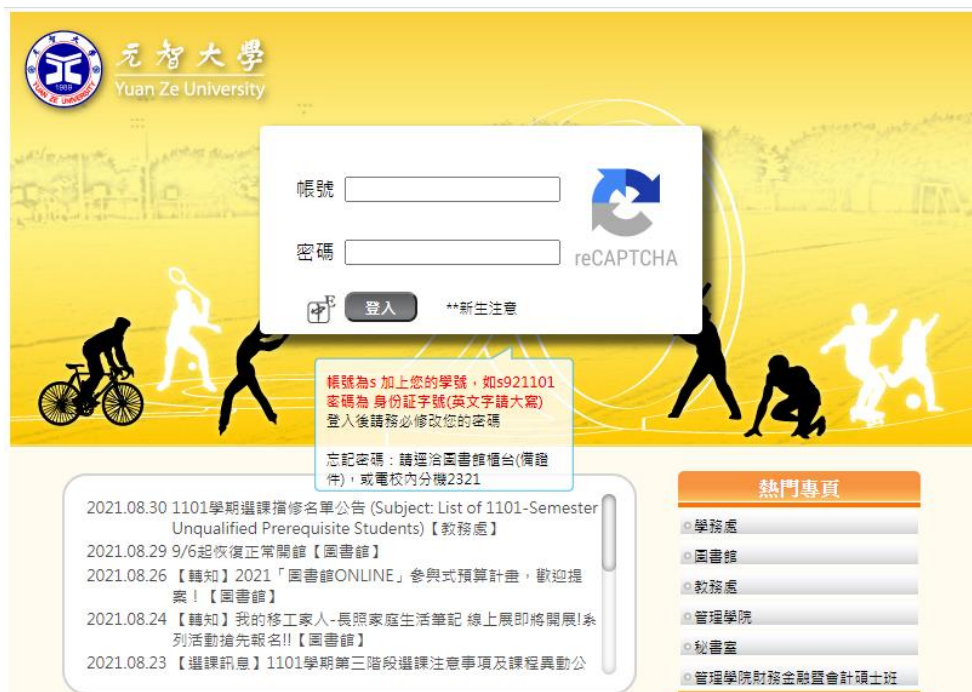 元智大學
Yuan Ze University
1989
YUAN ZE UNIVERSITY
帳號
密碼
reCAPTCHA
中E
登入
**新生注意
帳號為s 加上您的學號，如s921101
密碼為 身份証字號(英文字請大寫)
登入後請務必修改您的密碼
忘記密碼：請逕洽圖書館櫃台(備證
件)，或電校內分機2321
2021.08.30 1101學期選課擋修名單公告 (Subject: List of 1101-Semester
Unqualified Prerequisite Students)【教務處】
2021.08.29 9/6起恢復正常開館【圖書館】
2021.08.26 【轉知】2021「圖書館ONLINE」參與式預算計畫，歡迎提
案！【圖書館】
2021.08.24 【轉知】我的移工家人-長照家庭生活筆記 線上展即將開展!系
列活動搶先報名!!【圖書館】
2021.08.23 【選課訊息】1101學期第三階段選課注意事項及課程異動公
熱門專頁
學務處
圖書館
教務處
管理學院
秘書室
管理學院財務金融暨會計碩士班